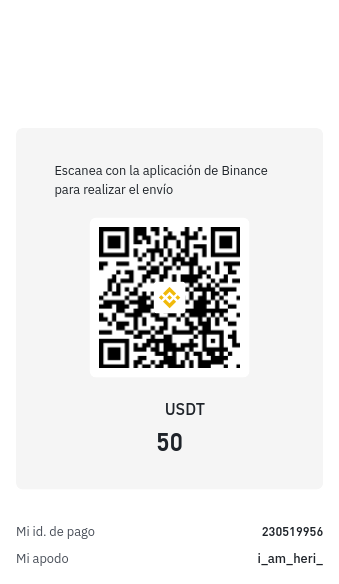 Escanea con la aplicación de Binance
para realizar el envío
USDT
50
Mi id. de pago 230519956
Mi apodo i_am_heri_